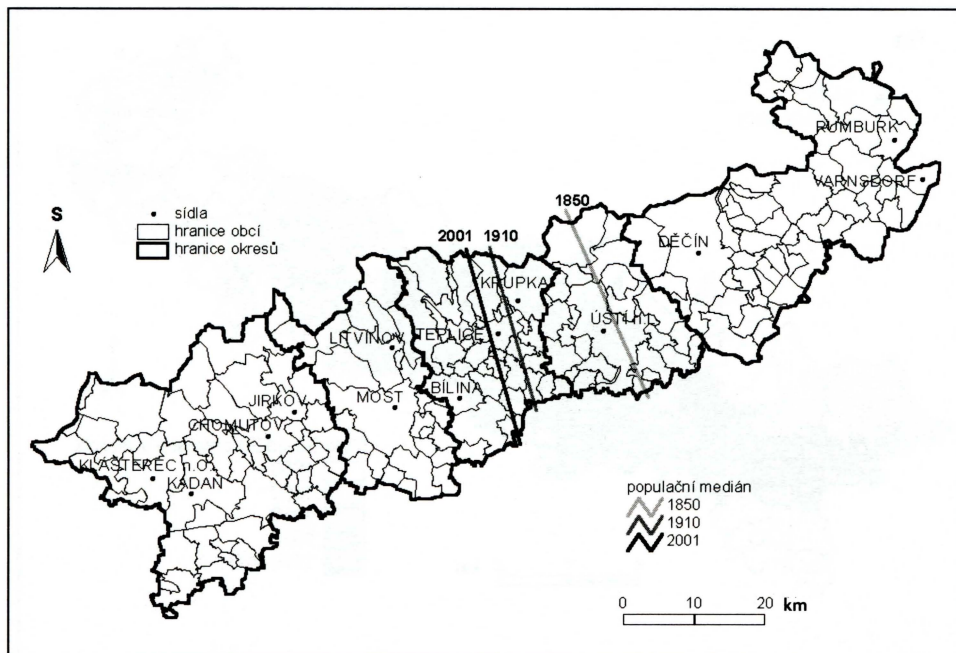 RUMBURK
VARNSDORF
1850
S
sídla
hranice obcí
hranice okresů
2001 1910
DĚČÍN
KRUPKA
TEPLICE
LITVÍNOV
BÍLINA
MOST
JIRKOV
CHOMUTOV
KLÁŠTEREC n.O.
KADAŇ
populační medián
1850
1910
2001
0 10 20 km